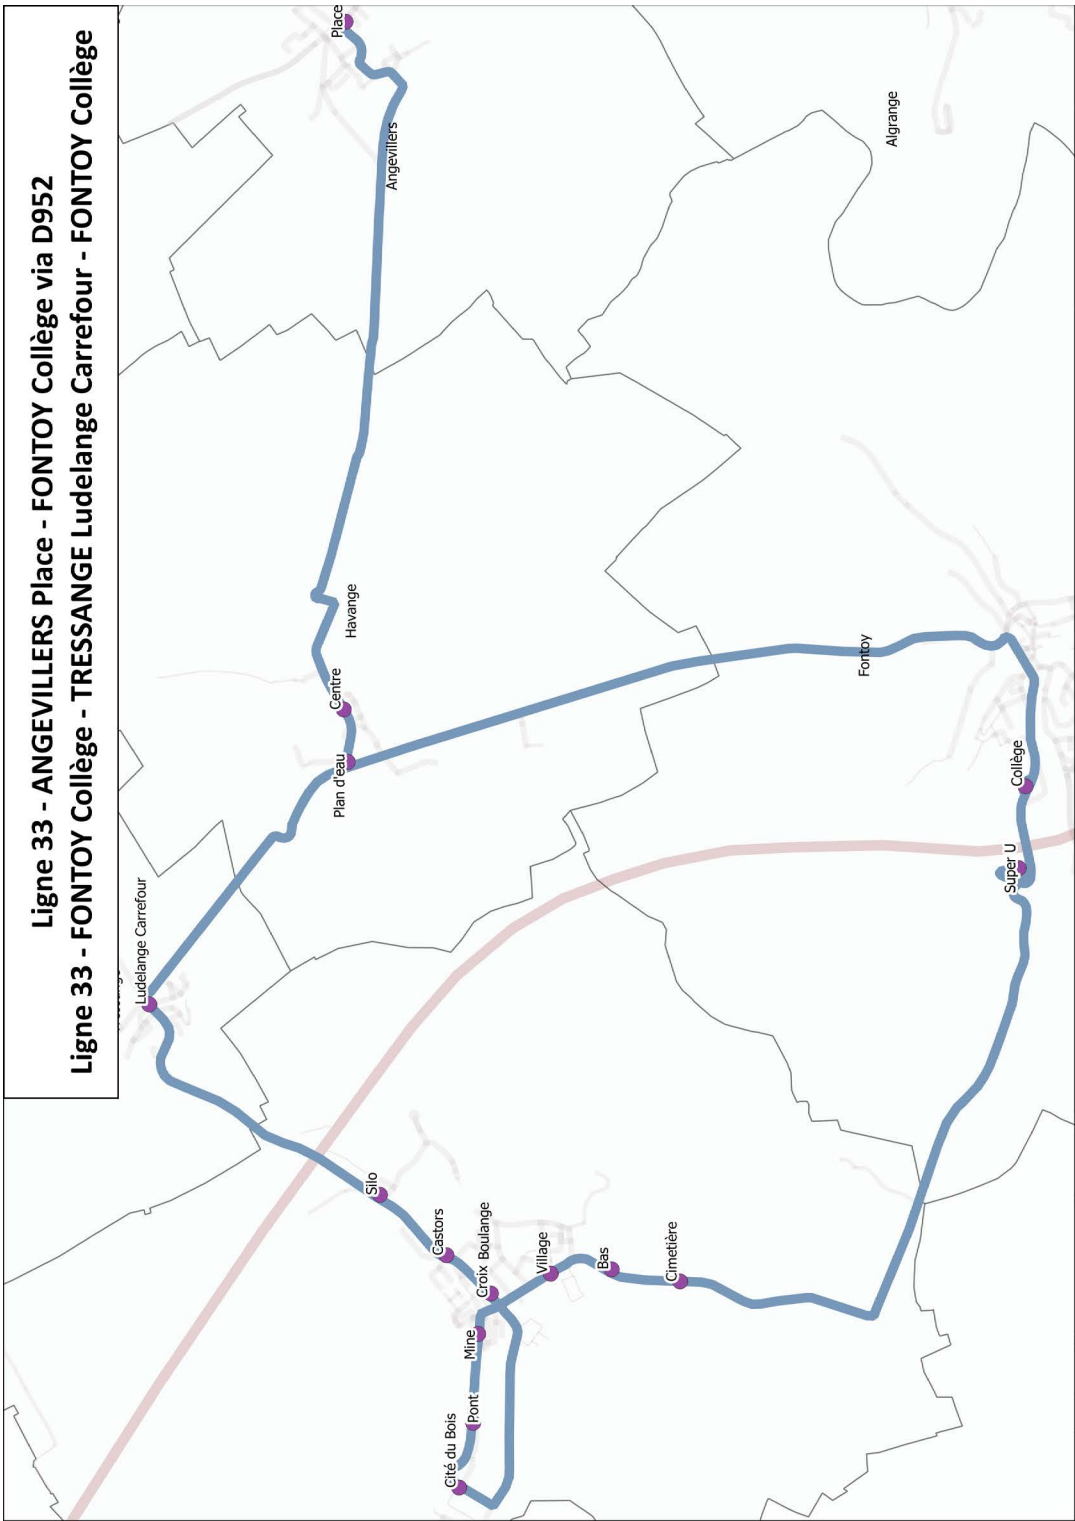 Ligne 33 - ANGEVILLERS Place - FONTOY Collège via D952
Ligne 33 - FONTOY Collège - TRESSANGE Ludelange Carrefour - FONTOY Collège
Ludelange Carrefour
Plan d'eau
Centre
Havange
Angevillers
Place
Silo
Castors
Croix Boulange
Mine
Pont
Cité du Bois
Village
Bas
Cimetière
Fontoy
Algrange
Collège
Super U